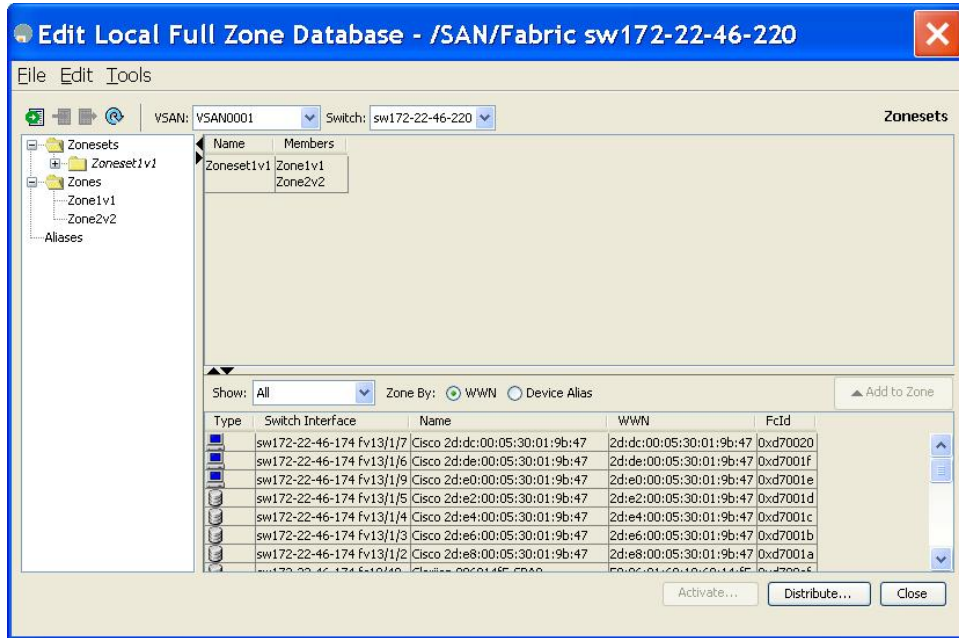 Edit Local Full Zone Database - /SAN/Fabric sw172-22-46-220
File Edit Tools
VSAN: VSAN0001 Switch: sw172-22-46-220 Zonesets
Zonesets
Zoneset1v1
Zones
Zone1v1
Zone2v2
Aliases
Name Members
Zoneset1v1 Zone1v1
Zone2v2
Show: All Zone By: WWN Device Alias Add to Zone
Type Switch Interface Name WWN FcId
sw172-22-46-174 fv13/1/7 Cisco 2d:dc:00:05:30:01:9b:47 2d:dc:00:05:30:01:9b:47 0xd70020
sw172-22-46-174 fv13/1/6 Cisco 2d:de:00:05:30:01:9b:47 2d:de:00:05:30:01:9b:47 0xd7001f
sw172-22-46-174 fv13/1/9 Cisco 2d:e0:00:05:30:01:9b:47 2d:e0:00:05:30:01:9b:47 0xd7001e
sw172-22-46-174 fv13/1/5 Cisco 2d:e2:00:05:30:01:9b:47 2d:e2:00:05:30:01:9b:47 0xd7001d
sw172-22-46-174 fv13/1/4 Cisco 2d:e4:00:05:30:01:9b:47 2d:e4:00:05:30:01:9b:47 0xd7001c
sw172-22-46-174 fv13/1/3 Cisco 2d:e6:00:05:30:01:9b:47 2d:e6:00:05:30:01:9b:47 0xd7001b
sw172-22-46-174 fv13/1/2 Cisco 2d:e8:00:05:30:01:9b:47 2d:e8:00:05:30:01:9b:47 0xd7001a
Activate... Distribute... Close